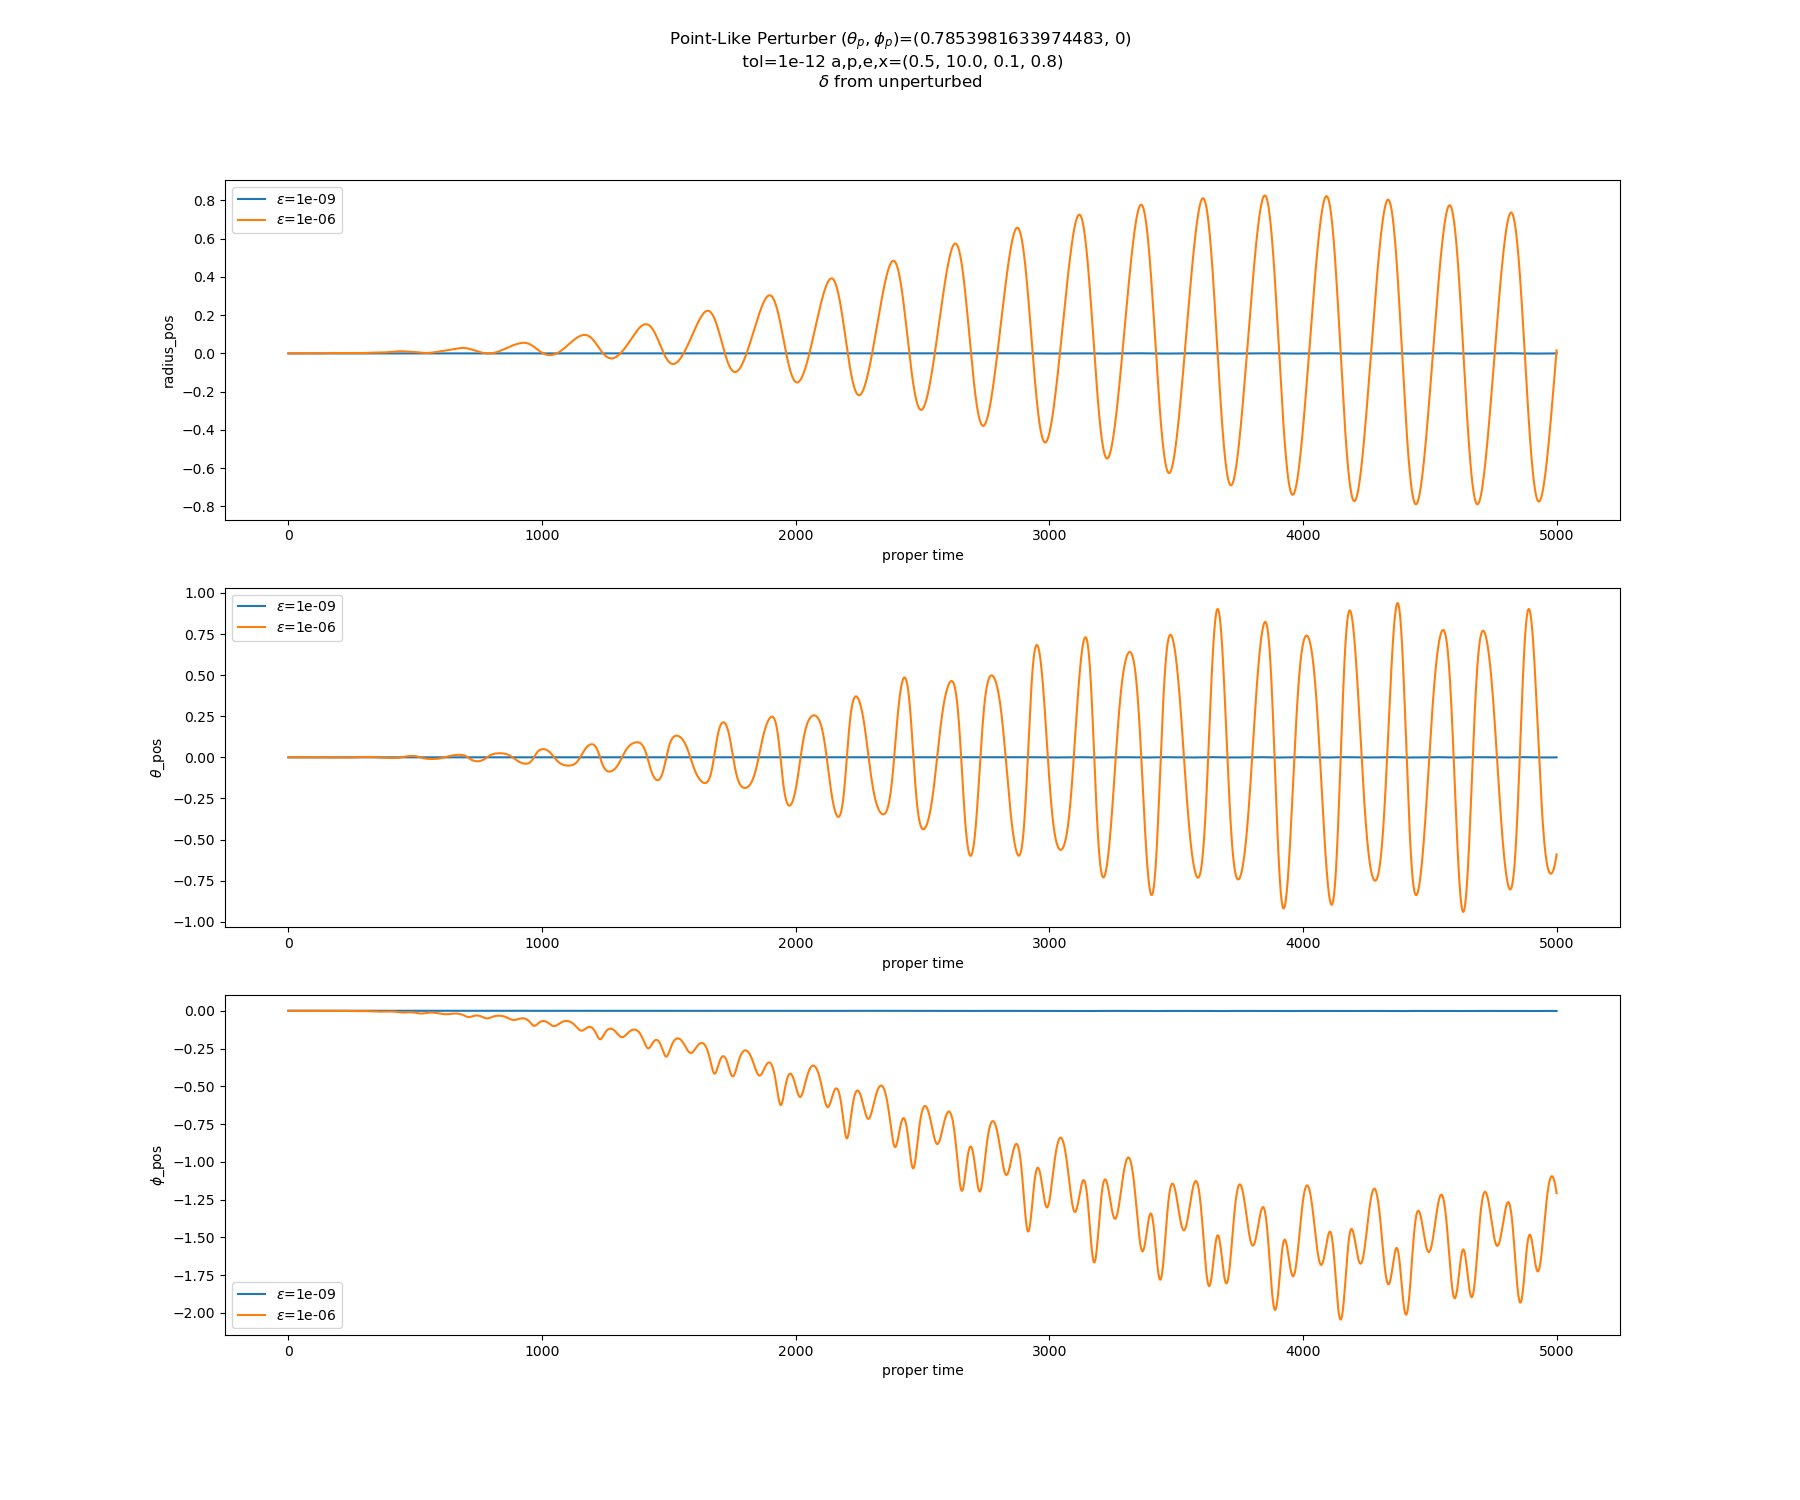 Point-Like Perturber (θₚ, ϕₚ)=(0.7853981633974483, 0)
tol=1e-12 a,p,e,x=(0.5, 10.0, 0.1, 0.8)
δ from unperturbed
ε=1e-09
ε=1e-06
0.8
0.6
0.4
0.2
0.0
−0.2
−0.4
−0.6
−0.8
radius_pos
0 1000 2000 3000 4000 5000
proper time
ε=1e-09
ε=1e-06
1.00
0.75
0.50
0.25
0.00
−0.25
−0.50
−0.75
−1.00
θ_pos
0 1000 2000 3000 4000 5000
proper time
0.00
−0.25
−0.50
−0.75
−1.00
−1.25
−1.50
−1.75
−2.00
ϕ_pos
ε=1e-09
ε=1e-06
0 1000 2000 3000 4000 5000
proper time